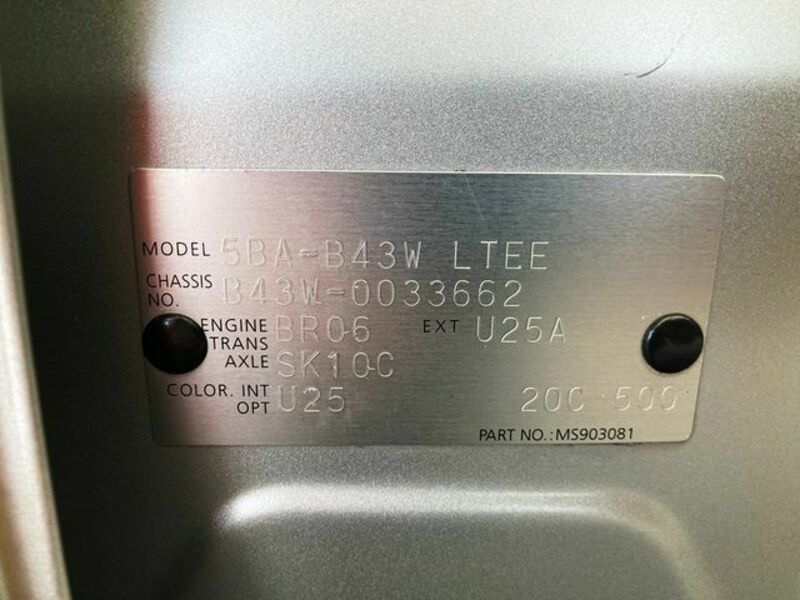 MODEL 5BA-B43W LTEE
CHASSIS NO. B43W-0033662
ENGINE BR06 EXT U25A
TRANS AXLE SK10C
COLOR. INT U25 20C 500
OPT
PART NO.:MS903081